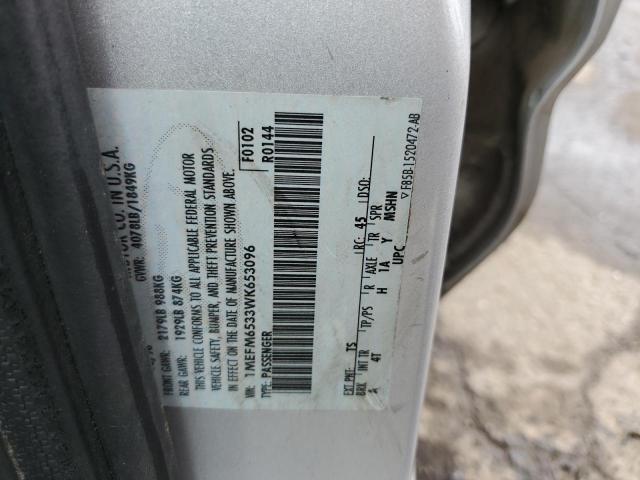 MOTOR CO. IN U.S.A.
GVWR: 4078LB/1849KG
FRONT GAWR: 2179LB 988KG
REAR GAWR: 1929LB 874KG
THIS VEHICLE CONFORMS TO ALL APPLICABLE FEDERAL MOTOR
VEHICLE SAFETY, BUMPER, AND THEFT PREVENTION STANDARDS
IN EFFECT ON THE DATE OF MANUFACTURE SHOWN ABOVE.
VIN: 1MEFM6533WK653096
TYPE: PASSENGER
F0102
R0144
EXT PNT: TS RC: 45 DSO:
BRK INT TR TP/PS R AXLE TR SPR
A 4T H 1A Y MSHN
UPC
▽ F85B-1520472-AB